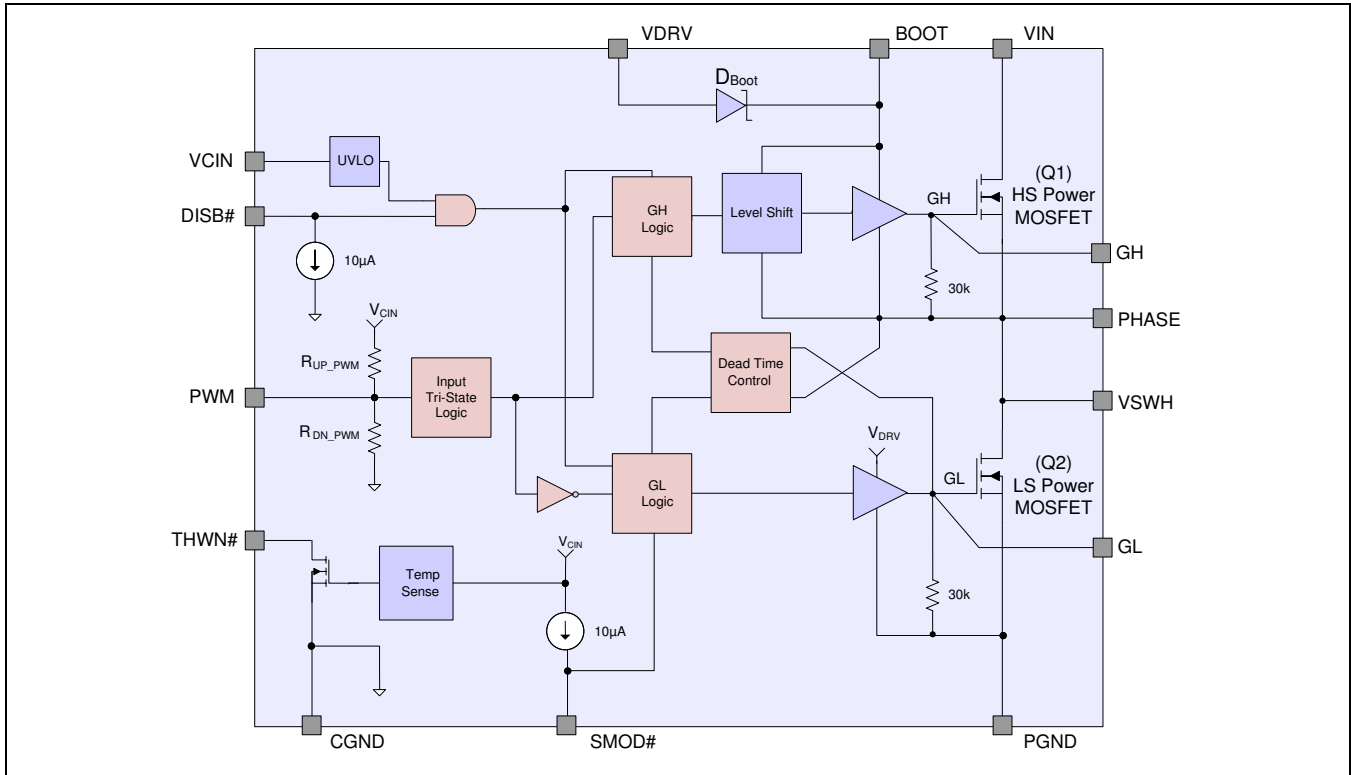 VDRV
BOOT
VIN
DBoot
VCIN
UVLO
DISB#
10µA
GH
Logic
Level Shift
GH
(Q1)
HS Power
MOSFET
GH
30k
PHASE
VCIN
RUP_PWM
PWM
RDN_PWM
Input
Tri-State
Logic
Dead Time
Control
VSWH
VDRV
GL
Logic
GL
(Q2)
LS Power
MOSFET
GL
THWN#
Temp
Sense
VCIN
10µA
30k
CGND
SMOD#
PGND